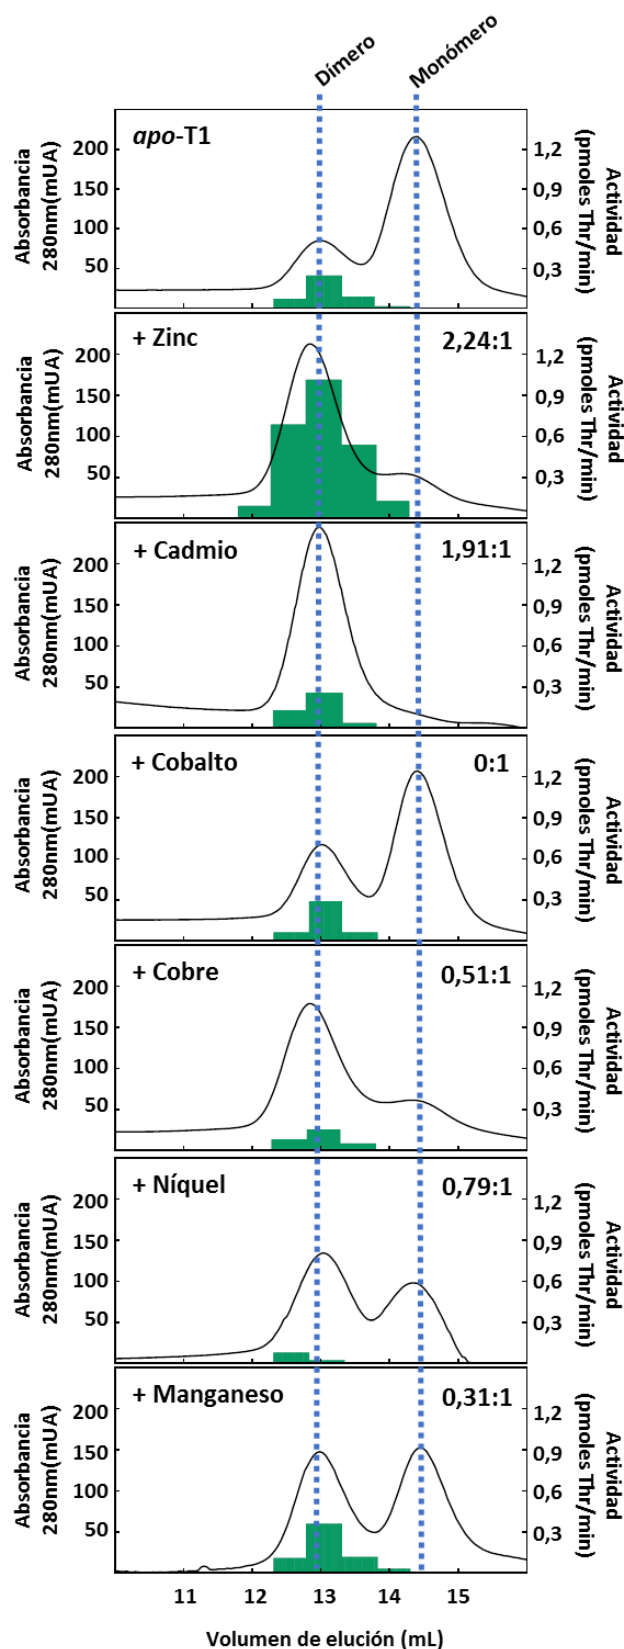 Dímero
Monómero
apo-T1
Absorbancia
280nm(mUA)
200
150
100
50
1,2
0,9
0,6
0,3
Actividad
(pmoles Thr/min)
+ Zinc
2,24:1
Absorbancia
280nm(mUA)
200
150
100
50
1,2
0,9
0,6
0,3
Actividad
(pmoles Thr/min)
+ Cadmio
1,91:1
Absorbancia
280nm(mUA)
200
150
100
50
1,2
0,9
0,6
0,3
Actividad
(pmoles Thr/min)
+ Cobalto
0:1
Absorbancia
280nm(mUA)
200
150
100
50
1,2
0,9
0,6
0,3
Actividad
(pmoles Thr/min)
+ Cobre
0,51:1
Absorbancia
280nm(mUA)
200
150
100
50
1,2
0,9
0,6
0,3
Actividad
(pmoles Thr/min)
+ Níquel
0,79:1
Absorbancia
280nm(mUA)
200
150
100
50
1,2
0,9
0,6
0,3
Actividad
(pmoles Thr/min)
+ Manganeso
0,31:1
Absorbancia
280nm(mUA)
200
150
100
50
1,2
0,9
0,6
0,3
Actividad
(pmoles Thr/min)
11 12 13 14 15
Volumen de elución (mL)